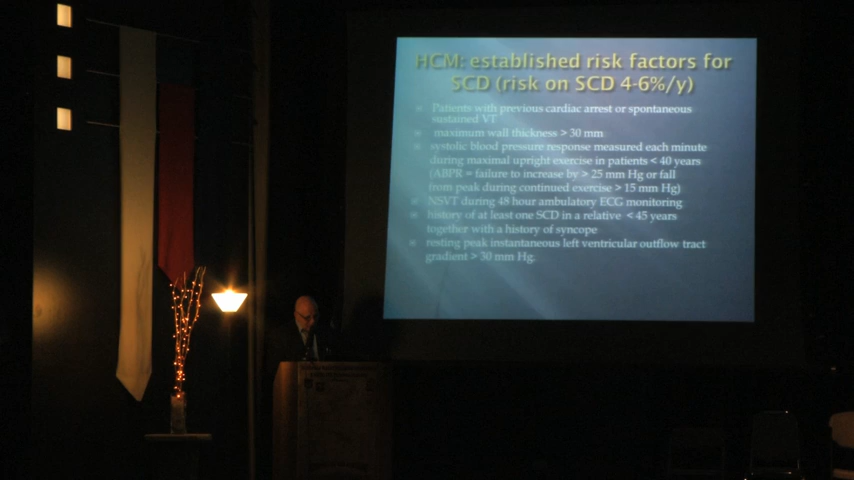 HCM: established risk factors for
SCD (risk on SCD 4-6%/y)
Patients with previous cardiac arrest or spontaneous
sustained VT
maximum wall thickness > 30 mm
systolic blood pressure response measured each minute
during maximal upright exercise in patients < 40 years
(ABPR = failure to increase by > 25 mm Hg or fall
from peak during continued exercise > 15 mm Hg)
NSVT during 48 hour ambulatory ECG monitoring
history of at least one SCD in a relative < 45 years
together with a history of syncope
resting peak instantaneous left ventricular outflow tract
gradient > 30 mm Hg.